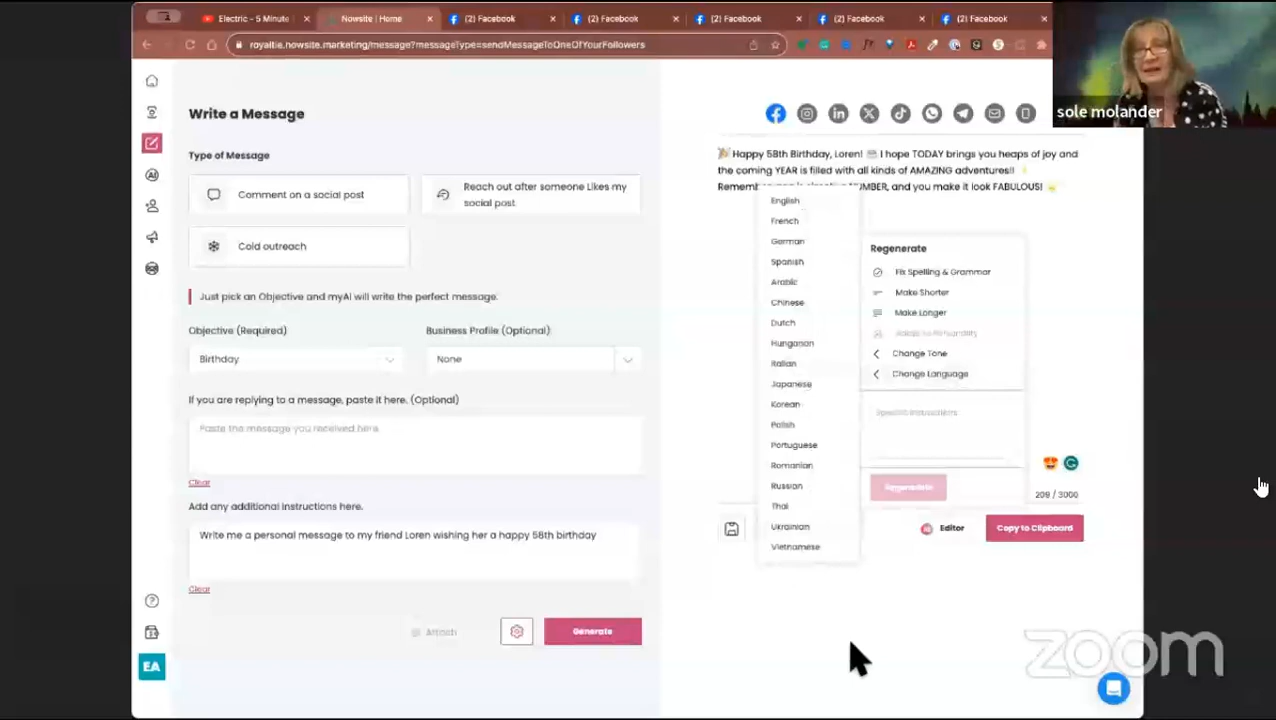 Electric - 5 Minute
Nowsite | Home
(2) Facebook
(2) Facebook
(2) Facebook
(2) Facebook
(2) Facebook
royaltie.nowsite.marketing/message?messageType=sendMessageToOneOfYourFollowers
sole molander
Write a Message
Type of Message
Comment on a social post
Reach out after someone Likes my
social post
Cold outreach
Just pick an Objective and myAI will write the perfect message.
Objective (Required)
Business Profile (Optional)
Birthday
None
If you are replying to a message, paste it here. (Optional)
Paste the message you received here
Clear
Add any additional instructions here.
Write me a personal message to my friend Loren wishing her a happy 58th birthday
Clear
Attach
Generate
EA
AI
Happy 58th Birthday, Loren! I hope TODAY brings you heaps of joy and
the coming YEAR is filled with all kinds of AMAZING adventures!!
NUMBER, and you make it look FABULOUS!
English
French
German
Spanish
Arabic
Chinese
Dutch
Hungarian
Italian
Japanese
Korean
Polish
Portuguese
Romanian
Russian
Thai
Ukrainian
Vietnamese
Regenerate
Fix Spelling & Grammar
Make Shorter
Make Longer
Adapt to Personality
Change Tone
Change Language
Specific Instructions
Regenerate
209 / 3000
Editor
Copy to Clipboard
zoom